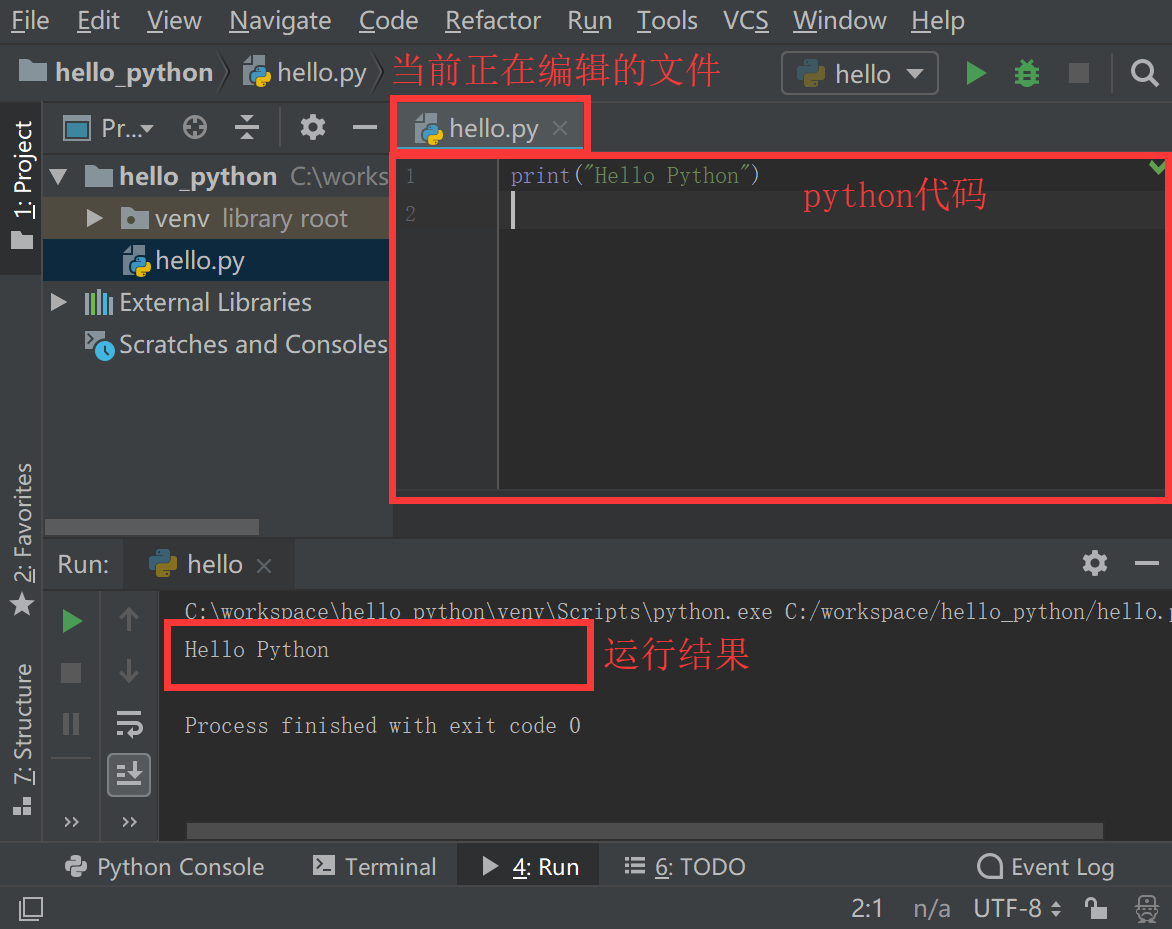 File Edit View Navigate Code Refactor Run Tools VCS Window Help
hello_python hello.py 当前正在编辑的文件 hello
1: Project
Pr... hello.py
hello_python C:\works
venv library root
hello.py
External Libraries
Scratches and Consoles
1 print("Hello Python")
2
python代码
2: Favorites
7: Structure
Run: hello
C:\workspace\hello_python\venv\Scripts\python.exe C:/workspace/hello_python/hello.p
Hello Python
运行结果
Process finished with exit code 0
Python Console Terminal 4: Run 6: TODO Event Log
2:1 n/a UTF-8